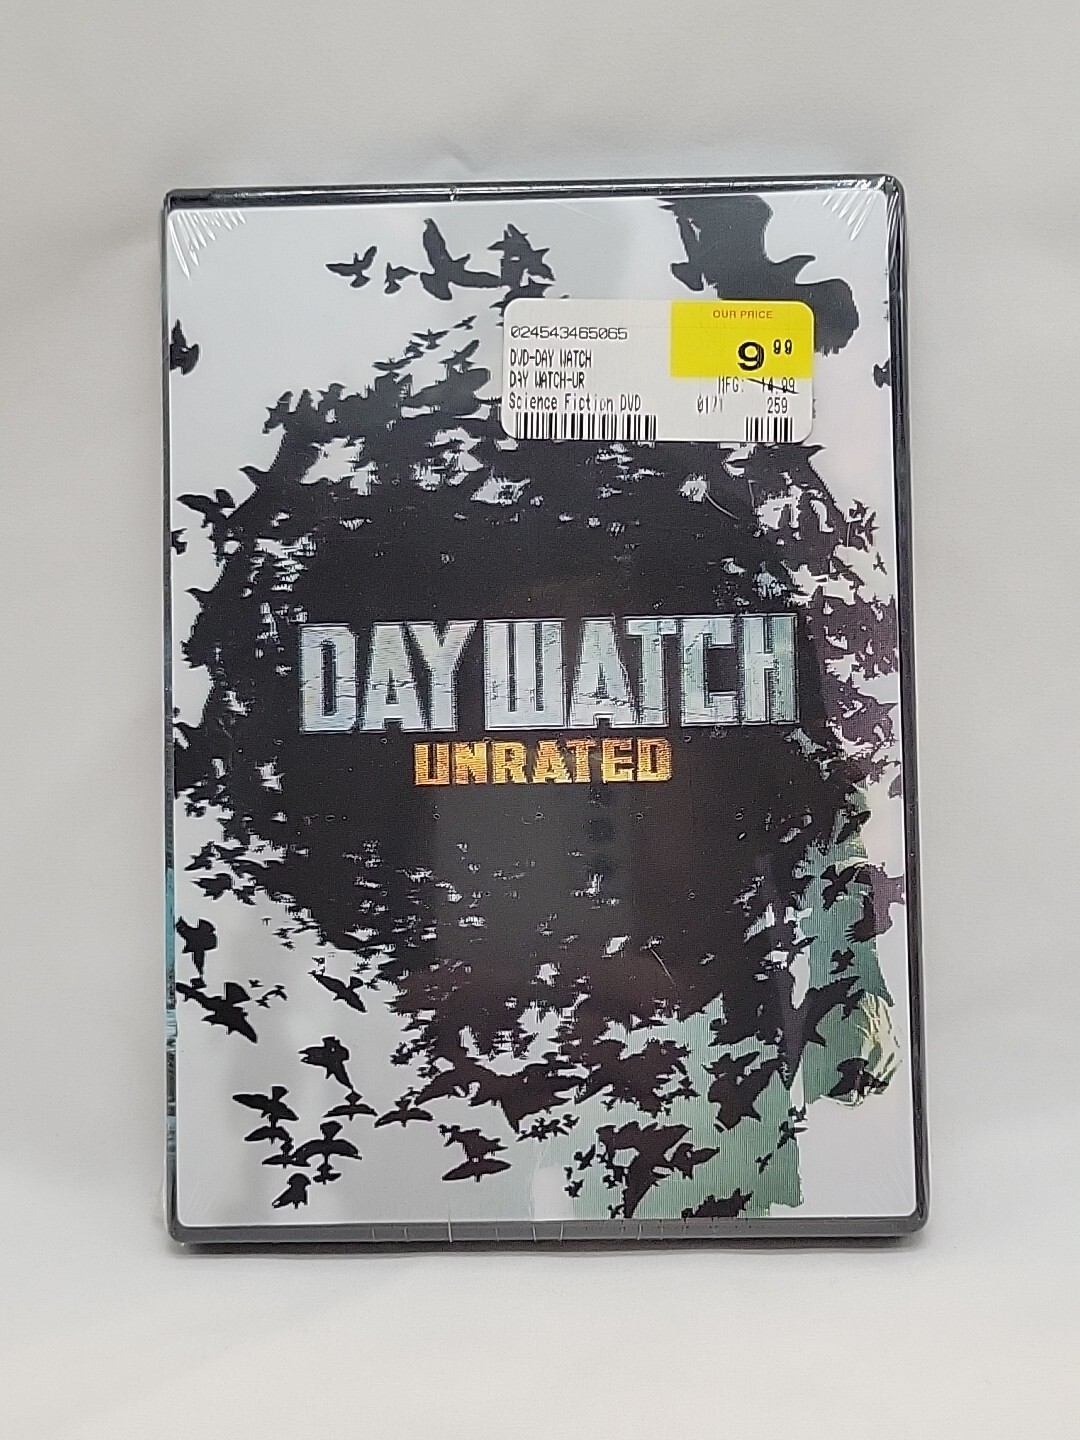 OUR PRICE
9 99
024543465065
DVD-DAY WATCH
DAY WATCH-UR
MFG: 14.99
Science Fiction DVD
259
DAY WATCH
UNRATED